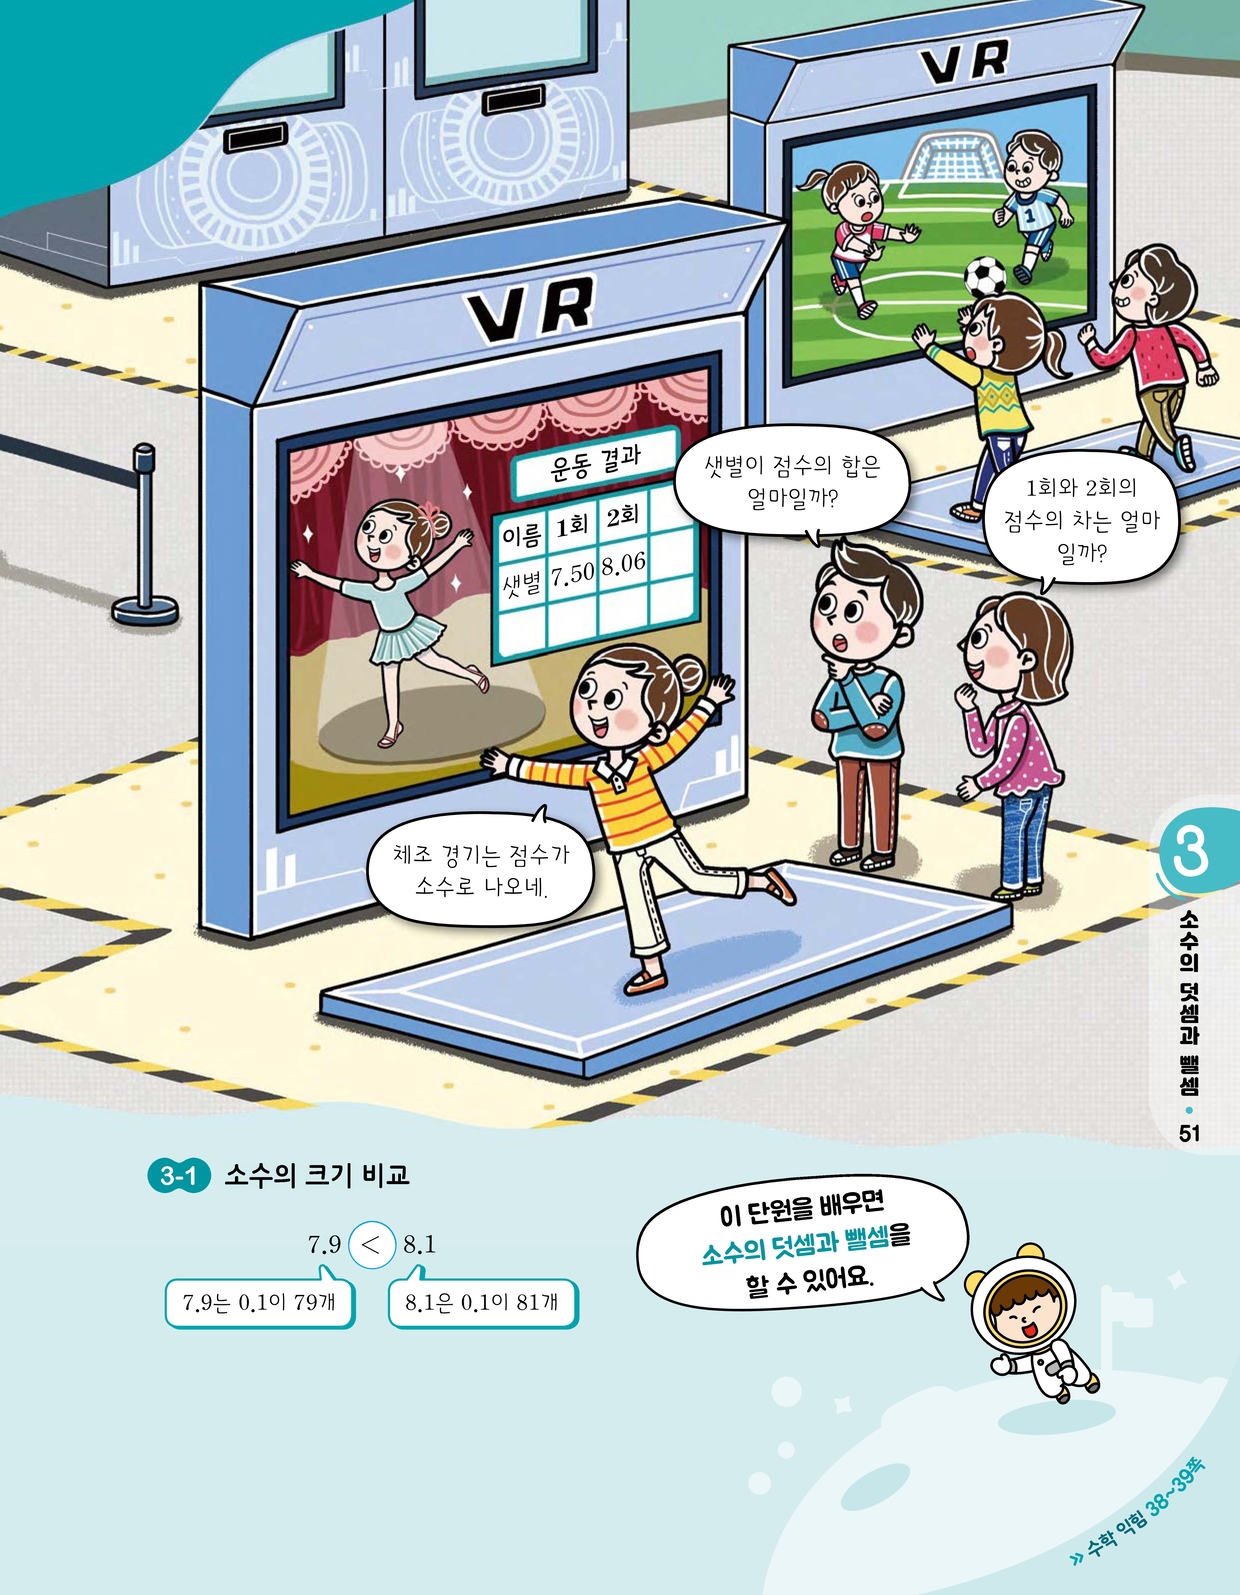 VR
VR
1
운동 결과
이름 1회 2회
샛별 7.50 8.06
샛별이 점수의 합은
얼마일까?
1회와 2회의
점수의 차는 얼마
일까?
체조 경기는 점수가
소수로 나오네.
3
소수의 덧셈과 뺄셈 • 51
3-1 소수의 크기 비교
7.9 < 8.1
7.9는 0.1이 79개
8.1은 0.1이 81개
이 단원을 배우면
소수의 덧셈과 뺄셈을
할 수 있어요.
» 수학 익힘 38~39쪽